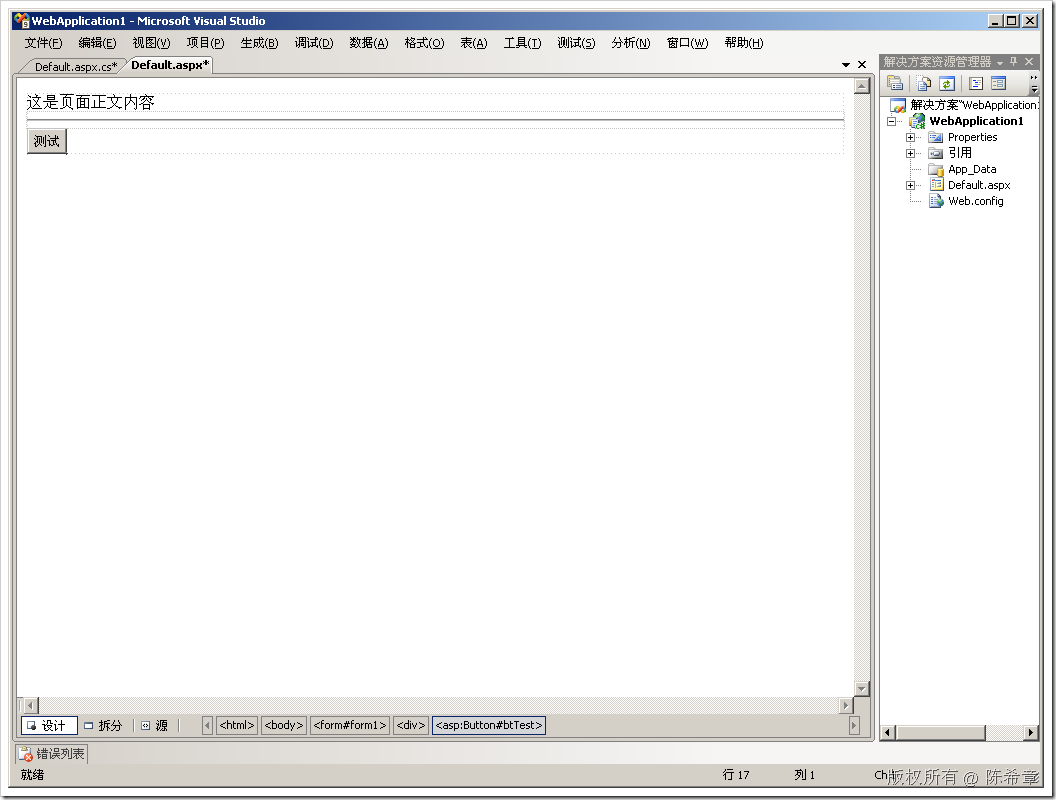 WebApplication1 - Microsoft Visual Studio
文件(F) 编辑(E) 视图(V) 项目(P) 生成(B) 调试(D) 数据(A) 格式(O) 表(A) 工具(T) 测试(S) 分析(N) 窗口(W) 帮助(H)
Default.aspx.cs* Default.aspx*
这是页面正文内容
测试
解决方案资源管理器
解决方案"WebApplication1
WebApplication1
Properties
引用
App_Data
Default.aspx
Web.config
设计 拆分 源 <html> <body> <form#form1> <div> <asp:Button#btTest>
错误列表
就绪 行 17 列 1 Ch
版权所有 @ 陈希章